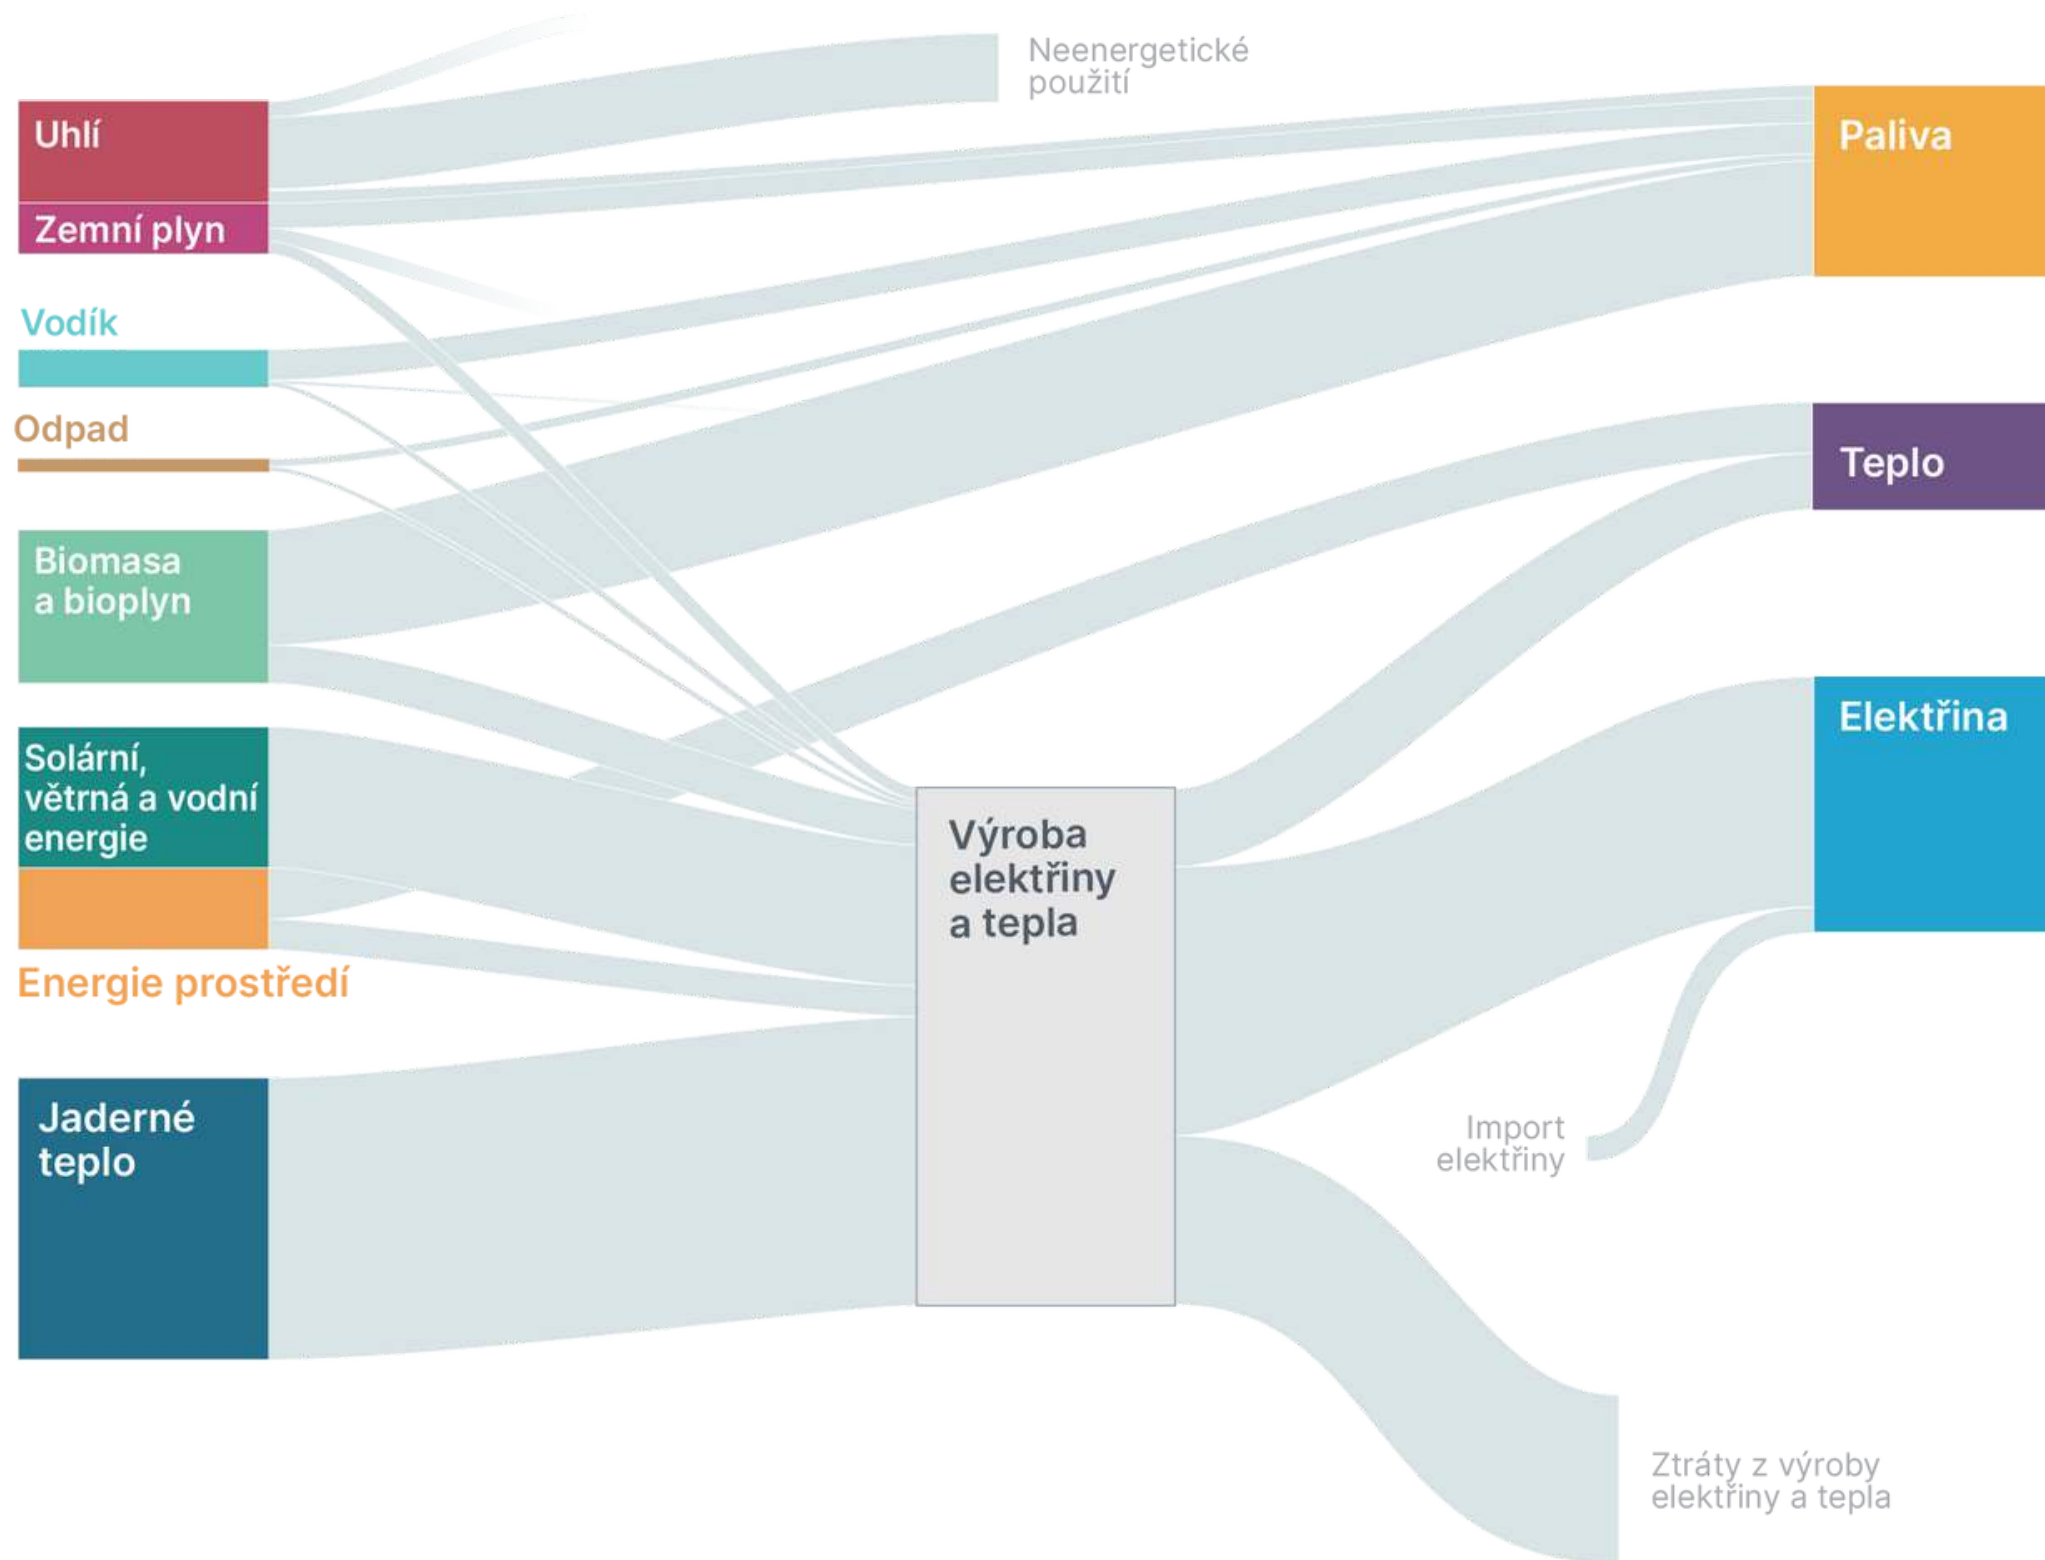 Neenergetické
použití
Uhlí
Zemní plyn
Vodík
Odpad
Biomasa
a bioplyn
Solární,
větrná a vodní
energie
Energie prostředí
Jaderné
teplo
Výroba
elektřiny
a tepla
Paliva
Teplo
Elektřina
Import
elektřiny
Ztráty z výroby
elektřiny a tepla